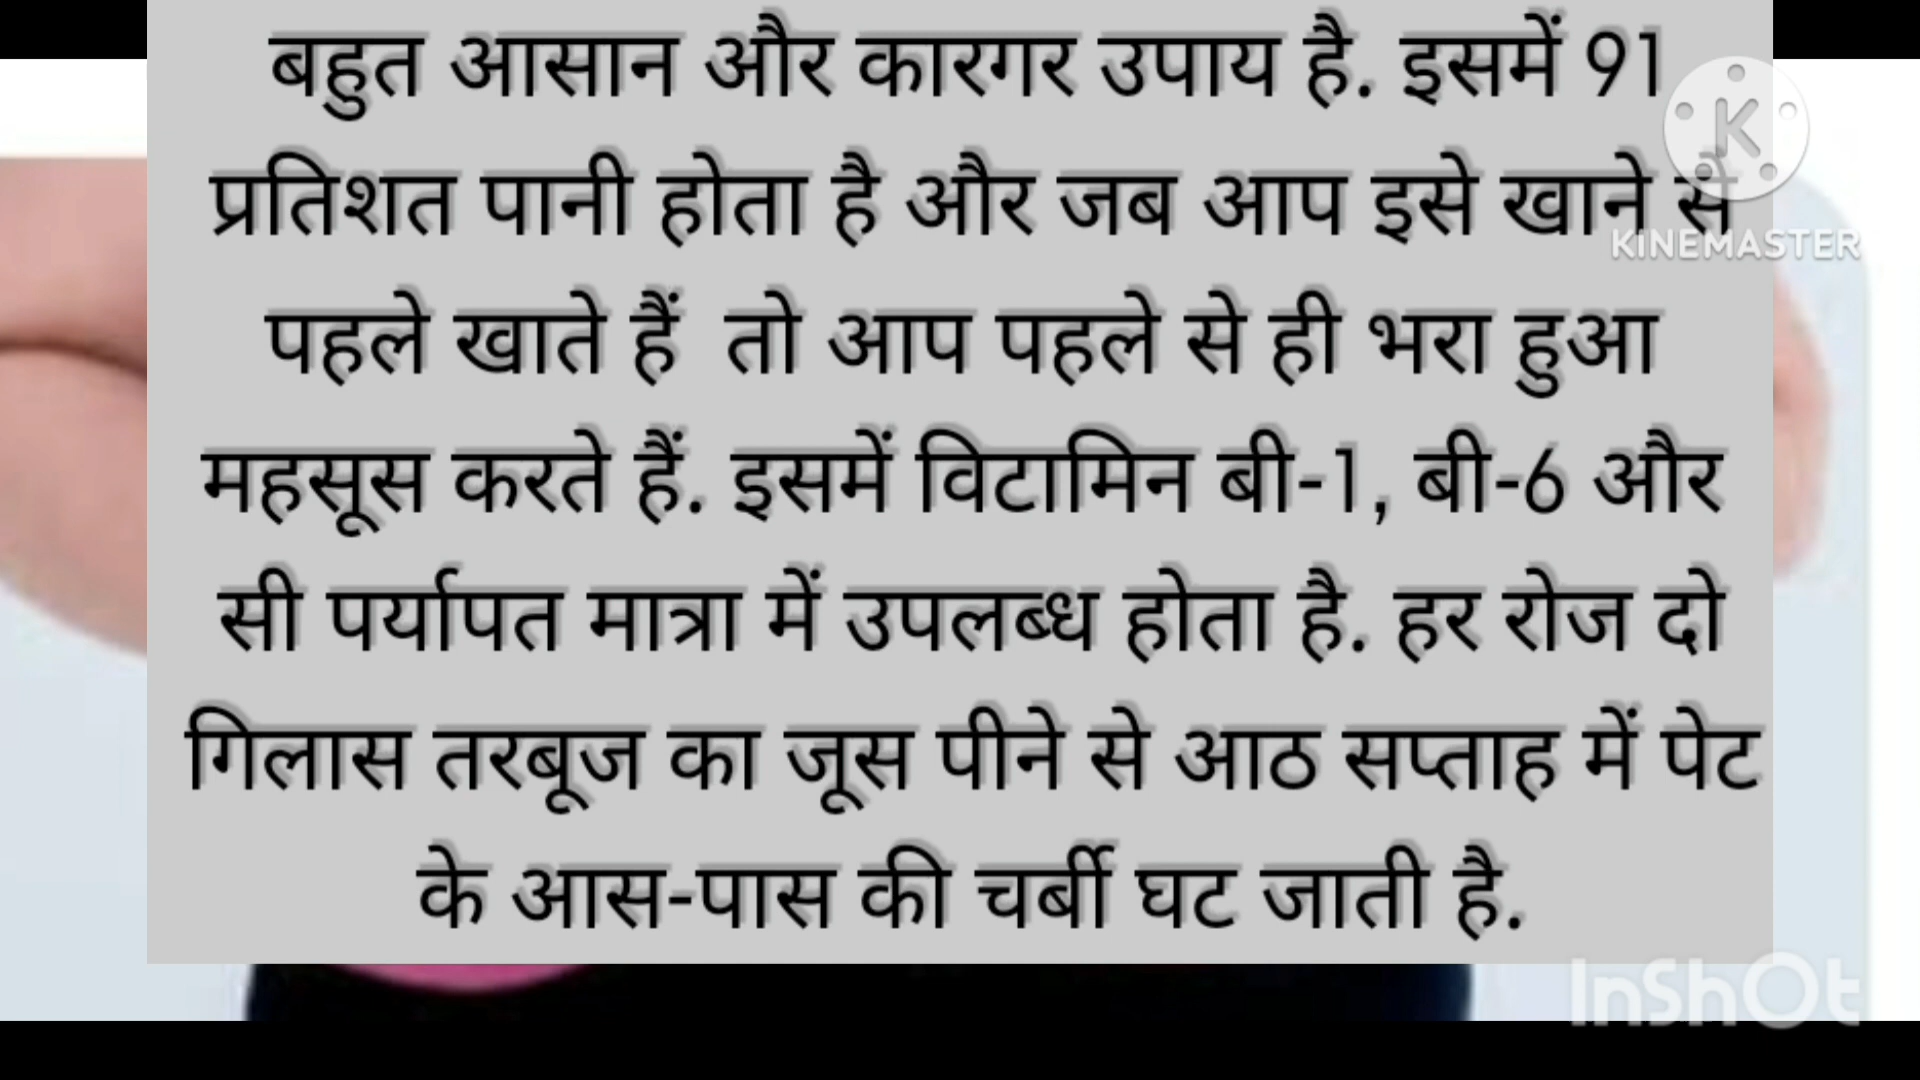 बहुत आसान और कारगर उपाय है. इसमें 91
प्रतिशत पानी होता है और जब आप इसे खाने से
पहले खाते हैं तो आप पहले से ही भरा हुआ
महसूस करते हैं. इसमें विटामिन बी-1, बी-6 और
सी पर्यापत मात्रा में उपलब्ध होता है. हर रोज दो
गिलास तरबूज का जूस पीने से आठ सप्ताह में पेट
के आस-पास की चर्बी घट जाती है.
K
KINEMASTER
InShOt